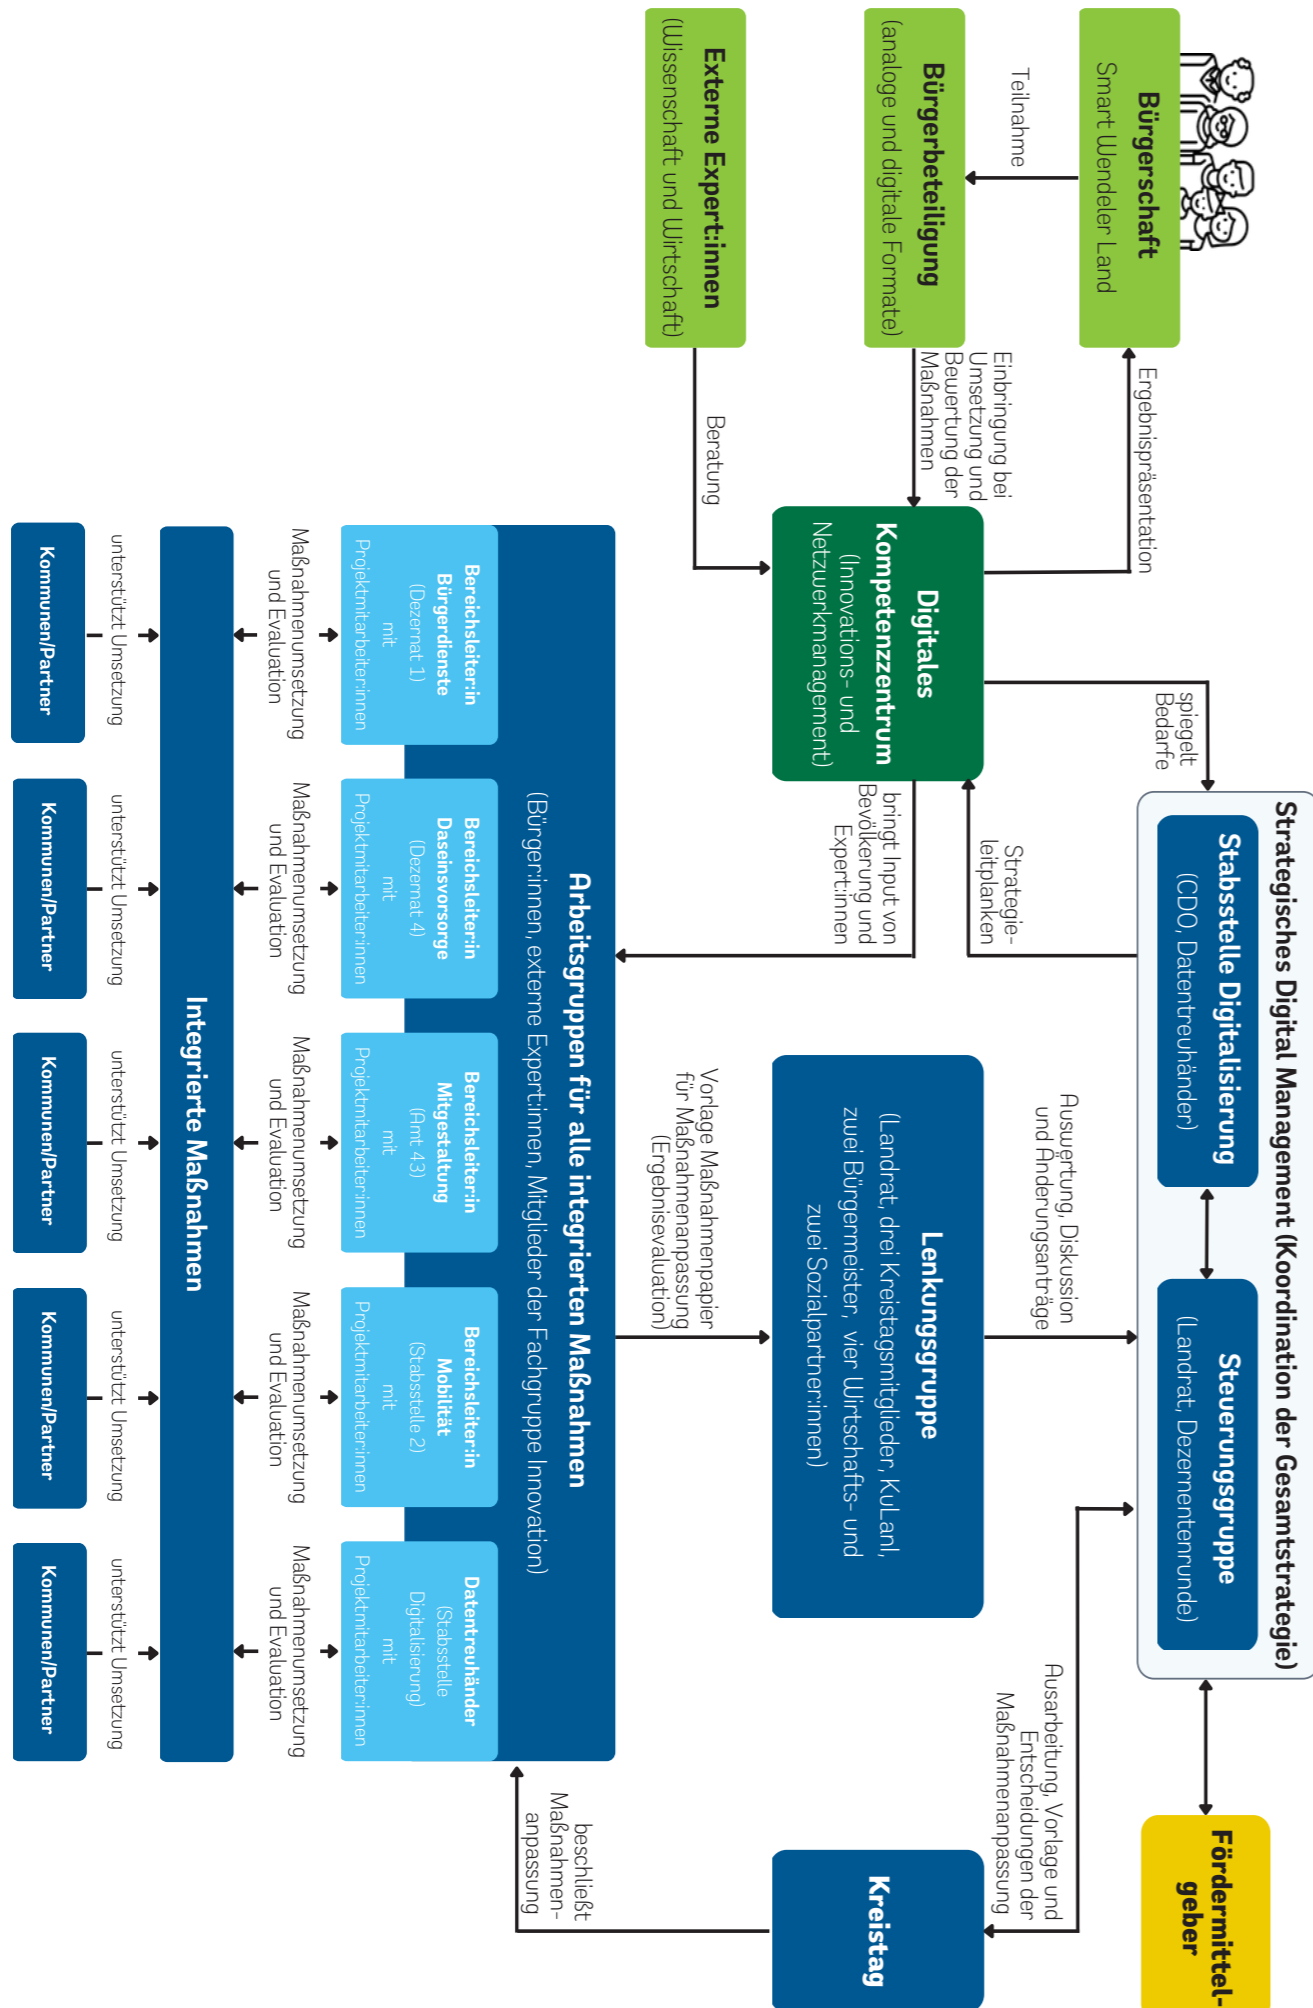 Strategisches Digital Management (Koordination der Gesamtstrategie)
Bürgerschaft
Smart Wendeler Land
Ergebnispräsentation
spiegelt
Bedarfe
Stabsstelle Digitalisierung
(CDO, Datentreuhänder)
Steuerungsgruppe
(Landrat, Dezernentenrunde)
Fördermittel-
geber
Teilnahme
Strategie-
leitplanken
Auswertung, Diskussion
und Änderungsanträge
Ausarbeitung, Vorlage und
Entscheidungen der
Maßnahmenanpassung
Bürgerbeteiligung
(analoge und digitale Formate)
Einbringung bei
Umsetzung und
Bewertung der
Maßnahmen
Digitales
Kompetenzzentrum
(Innovations- und
Netzwerkmanagement)
Lenkungsgruppe
(Landrat, drei Kreistagsmitglieder, KuLanI,
zwei Bürgermeister, vier Wirtschafts- und
zwei Sozialpartner:innen)
Kreistag
Externe Expert:innen
(Wissenschaft und Wirtschaft)
Beratung
bringt Input von
Bevölkerung und
Expert:innen
Vorlage Maßnahmenpapier
für Maßnahmenanpassung
(Ergebnisevaluation)
beschließt
Maßnahmen-
anpassung
Arbeitsgruppen für alle integrierten Maßnahmen
(Bürger:innen, externe Expert:innen, Mitglieder der Fachgruppe Innovation)
Bereichsleiter:in
Bürgerdienste
(Dezernat 1)
mit
Projektmitarbeiter:innen
Bereichsleiter:in
Daseinsvorsorge
(Dezernat 4)
mit
Projektmitarbeiter:innen
Bereichsleiter:in
Mitgestaltung
(Amt 43)
mit
Projektmitarbeiter:innen
Bereichsleiter:in
Mobilität
(Stabsstelle 2)
mit
Projektmitarbeiter:innen
Datentreuhänder
(Stabsstelle
Digitalisierung)
mit
Projektmitarbeiter:innen
Maßnahmenumsetzung
und Evaluation
Maßnahmenumsetzung
und Evaluation
Maßnahmenumsetzung
und Evaluation
Maßnahmenumsetzung
und Evaluation
Maßnahmenumsetzung
und Evaluation
Integrierte Maßnahmen
unterstützt Umsetzung
unterstützt Umsetzung
unterstützt Umsetzung
unterstützt Umsetzung
unterstützt Umsetzung
Kommunen/Partner
Kommunen/Partner
Kommunen/Partner
Kommunen/Partner
Kommunen/Partner